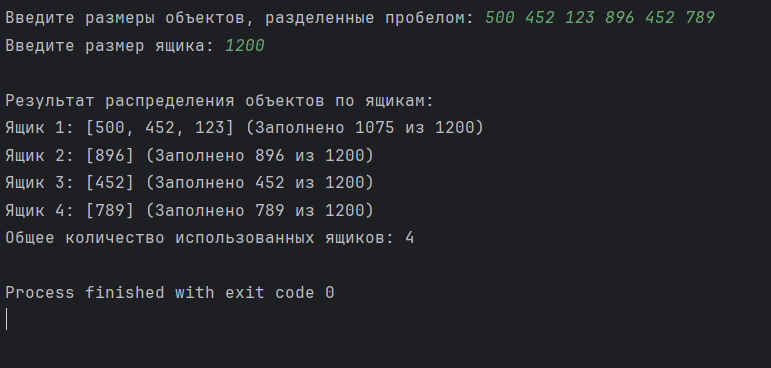 Введите размеры объектов, разделенные пробелом: 500 452 123 896 452 789
Введите размер ящика: 1200
Результат распределения объектов по ящикам:
Ящик 1: [500, 452, 123] (Заполнено 1075 из 1200)
Ящик 2: [896] (Заполнено 896 из 1200)
Ящик 3: [452] (Заполнено 452 из 1200)
Ящик 4: [789] (Заполнено 789 из 1200)
Общее количество использованных ящиков: 4
Process finished with exit code 0